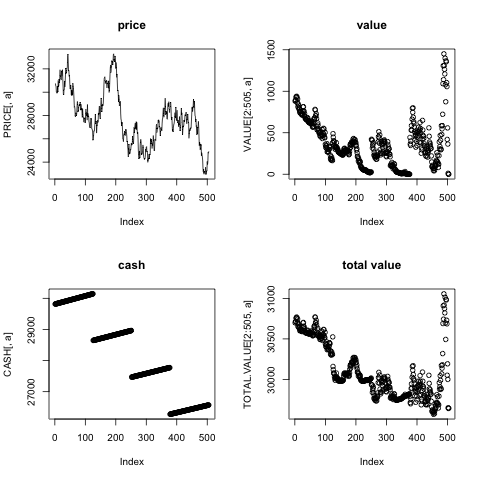 price
PRICE[, a]
24000 28000 32000
0 100 200 300 400 500
Index
value
VALUE[2:505, a]
0 500 1000 1500
0 100 200 300 400 500
Index
cash
CASH[, a]
27000 29000
0 100 200 300 400 500
Index
total value
TOTAL.VALUE[2:505, a]
30000 31000
0 100 200 300 400 500
Index